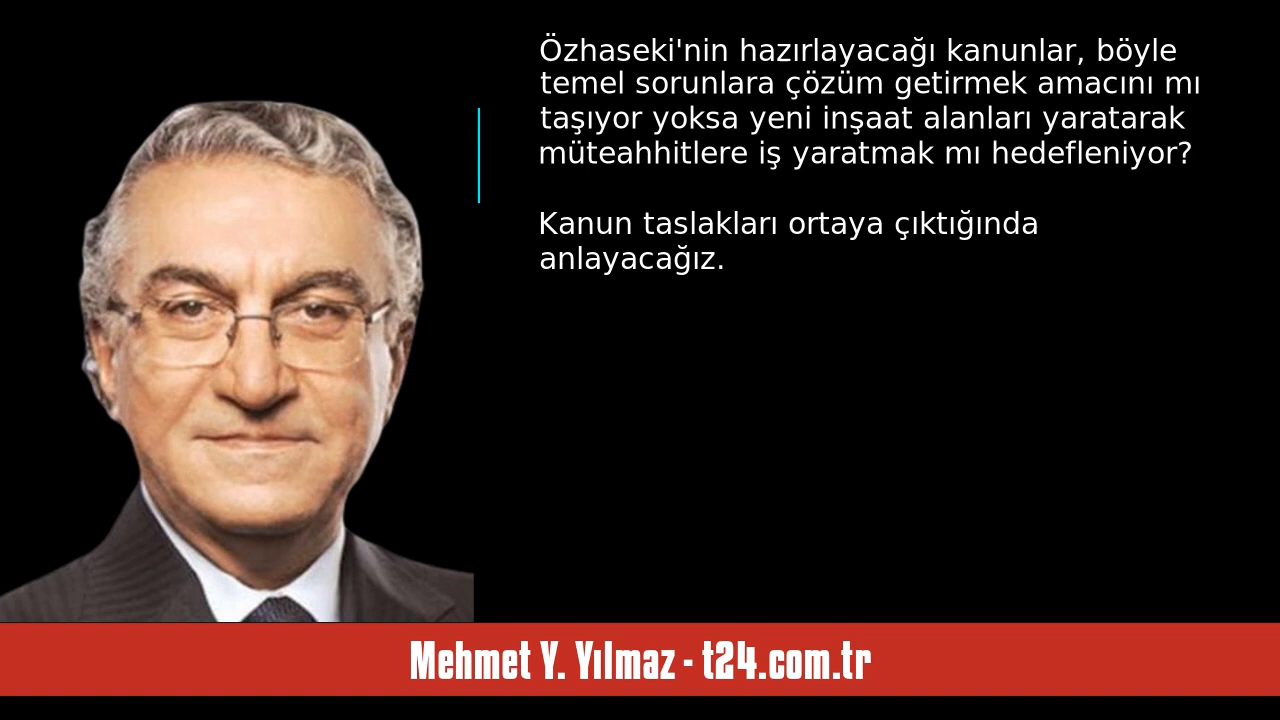 Özhaseki'nin hazırlayacağı kanunlar, böyle
temel sorunlara çözüm getirmek amacını mı
taşıyor yoksa yeni inşaat alanları yaratarak
müteahhitlere iş yaratmak mı hedefleniyor?
Kanun taslakları ortaya çıktığında
anlayacağız.
Mehmet Y. Yılmaz - t24.com.tr